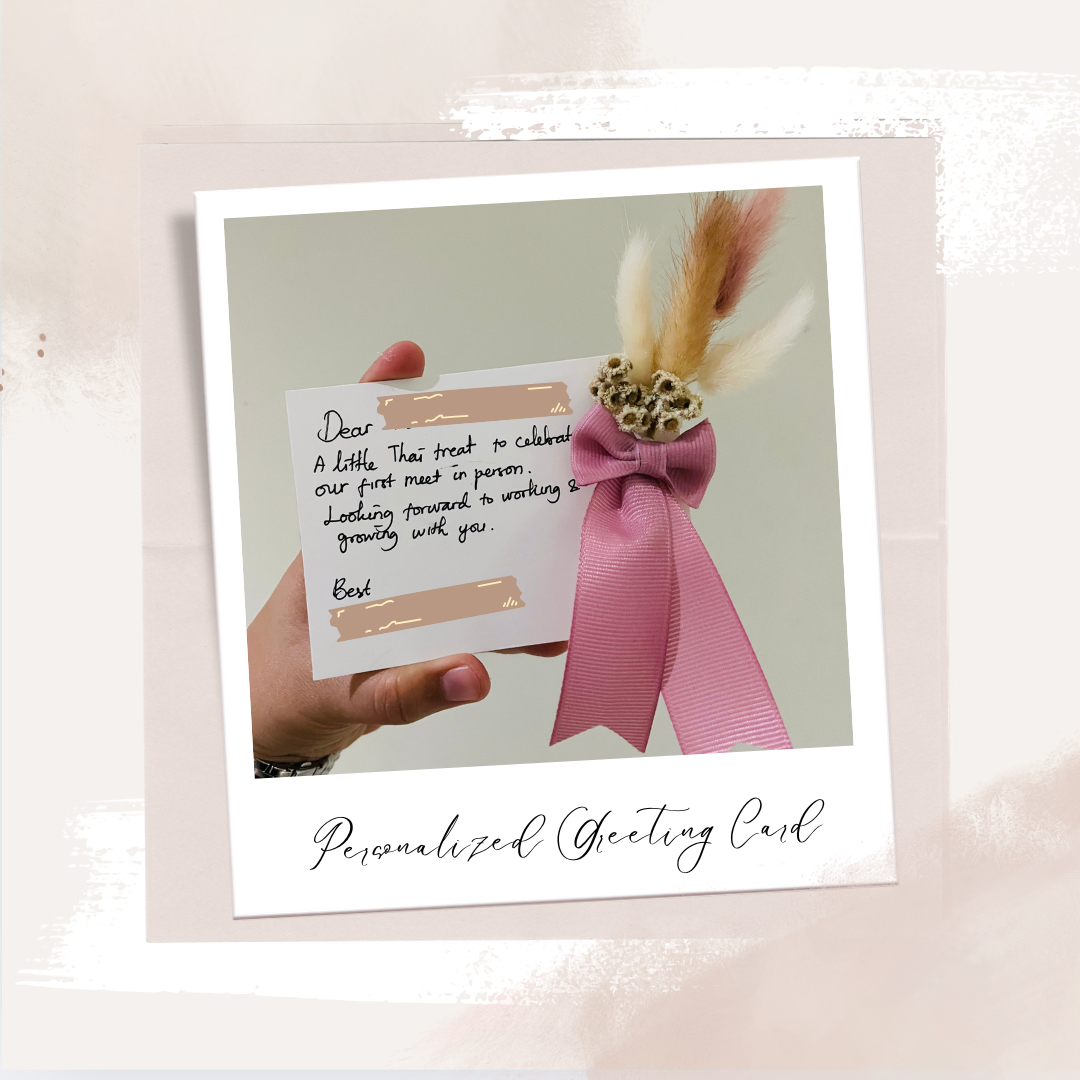 Dear
A little Thai treat to celebrat
our first meet in person.
Looking forward to working &
growing with you.
Best
Personalized Greeting Card